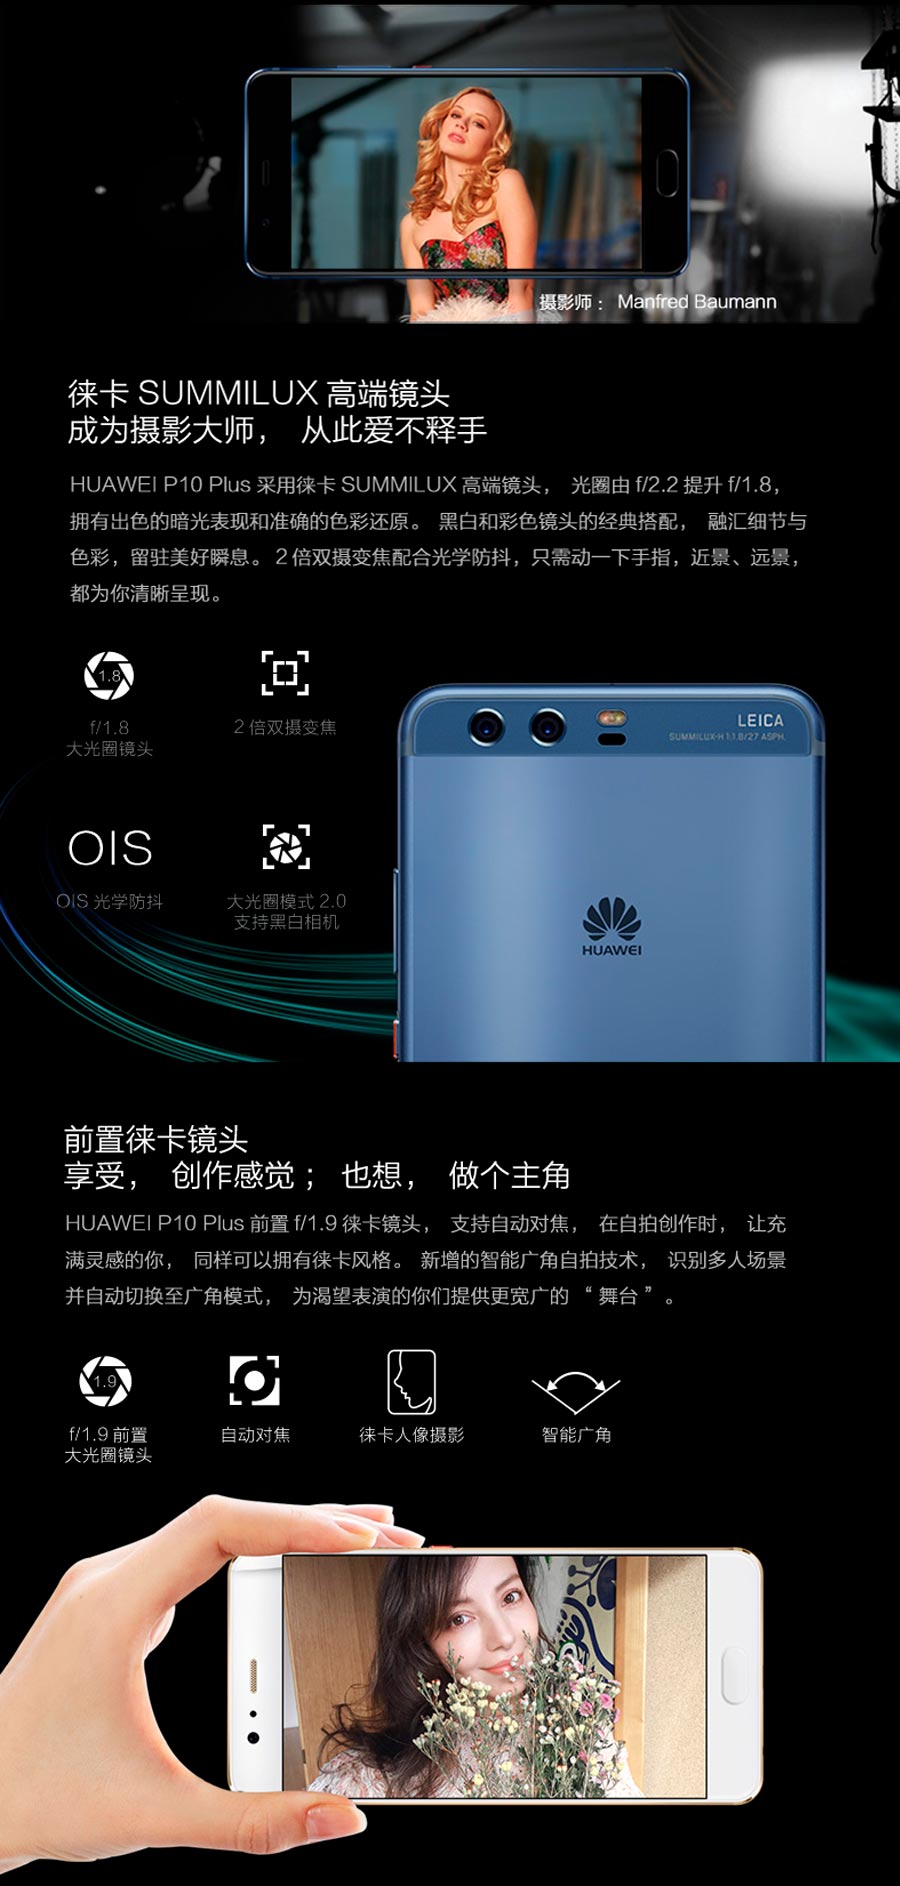 摄影师： Manfred Baumann
徕卡 SUMMILUX 高端镜头
成为摄影大师， 从此爱不释手
HUAWEI P10 Plus 采用徕卡 SUMMILUX 高端镜头， 光圈由 f/2.2 提升 f/1.8，
拥有出色的暗光表现和准确的色彩还原。 黑白和彩色镜头的经典搭配， 融汇细节与
色彩，留驻美好瞬息。 2 倍双摄变焦配合光学防抖，只需动一下手指，近景、远景，
都为你清晰呈现。
1.8
f/1.8
大光圈镜头
2 倍双摄变焦
LEICA
SUMMILUX-H 1:1.8/27 ASPH.
OIS
OIS 光学防抖
大光圈模式 2.0
支持黑白相机
HUAWEI
前置徕卡镜头
享受， 创作感觉； 也想， 做个主角
HUAWEI P10 Plus 前置 f/1.9 徕卡镜头， 支持自动对焦， 在自拍创作时， 让充
满灵感的你， 同样可以拥有徕卡风格。 新增的智能广角自拍技术， 识别多人场景
并自动切换至广角模式， 为渴望表演的你们提供更宽广的 “ 舞台 ” 。
1.9
f/1.9 前置
大光圈镜头
自动对焦
徕卡人像摄影
智能广角